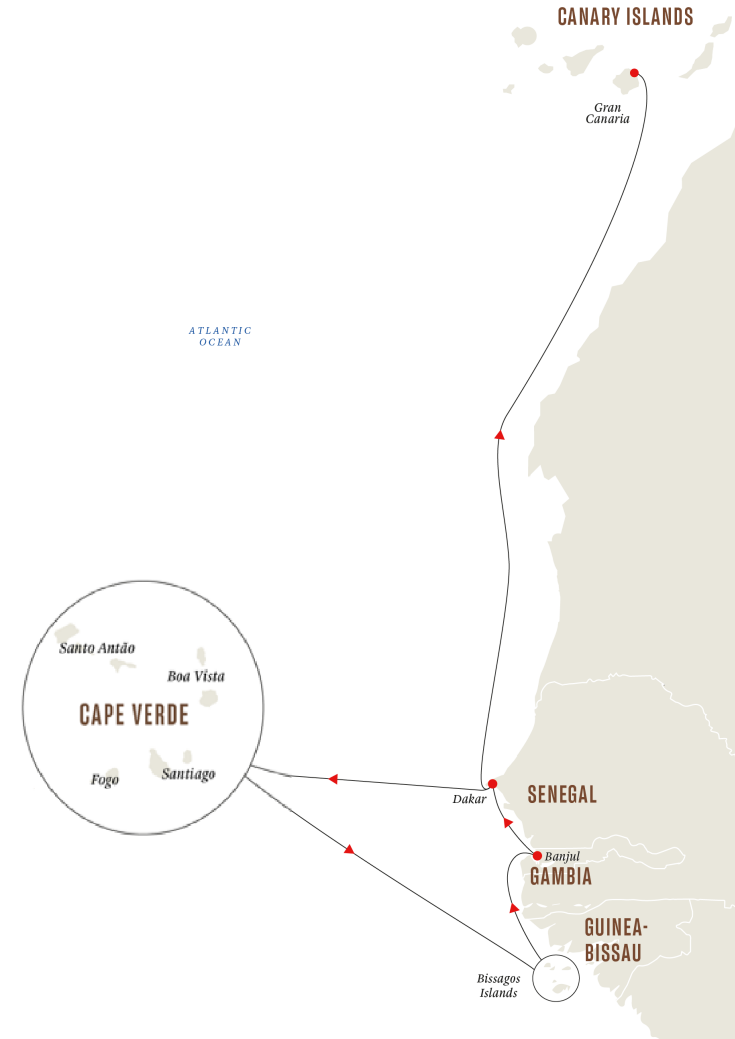 CANARY ISLANDS
Gran
Canaria
ATLANTIC
OCEAN
Santo Antão
Boa Vista
CAPE VERDE
Fogo
Santiago
Dakar
SENEGAL
Banjul
GAMBIA
GUINEA-
BISSAU
Bissagos
Islands